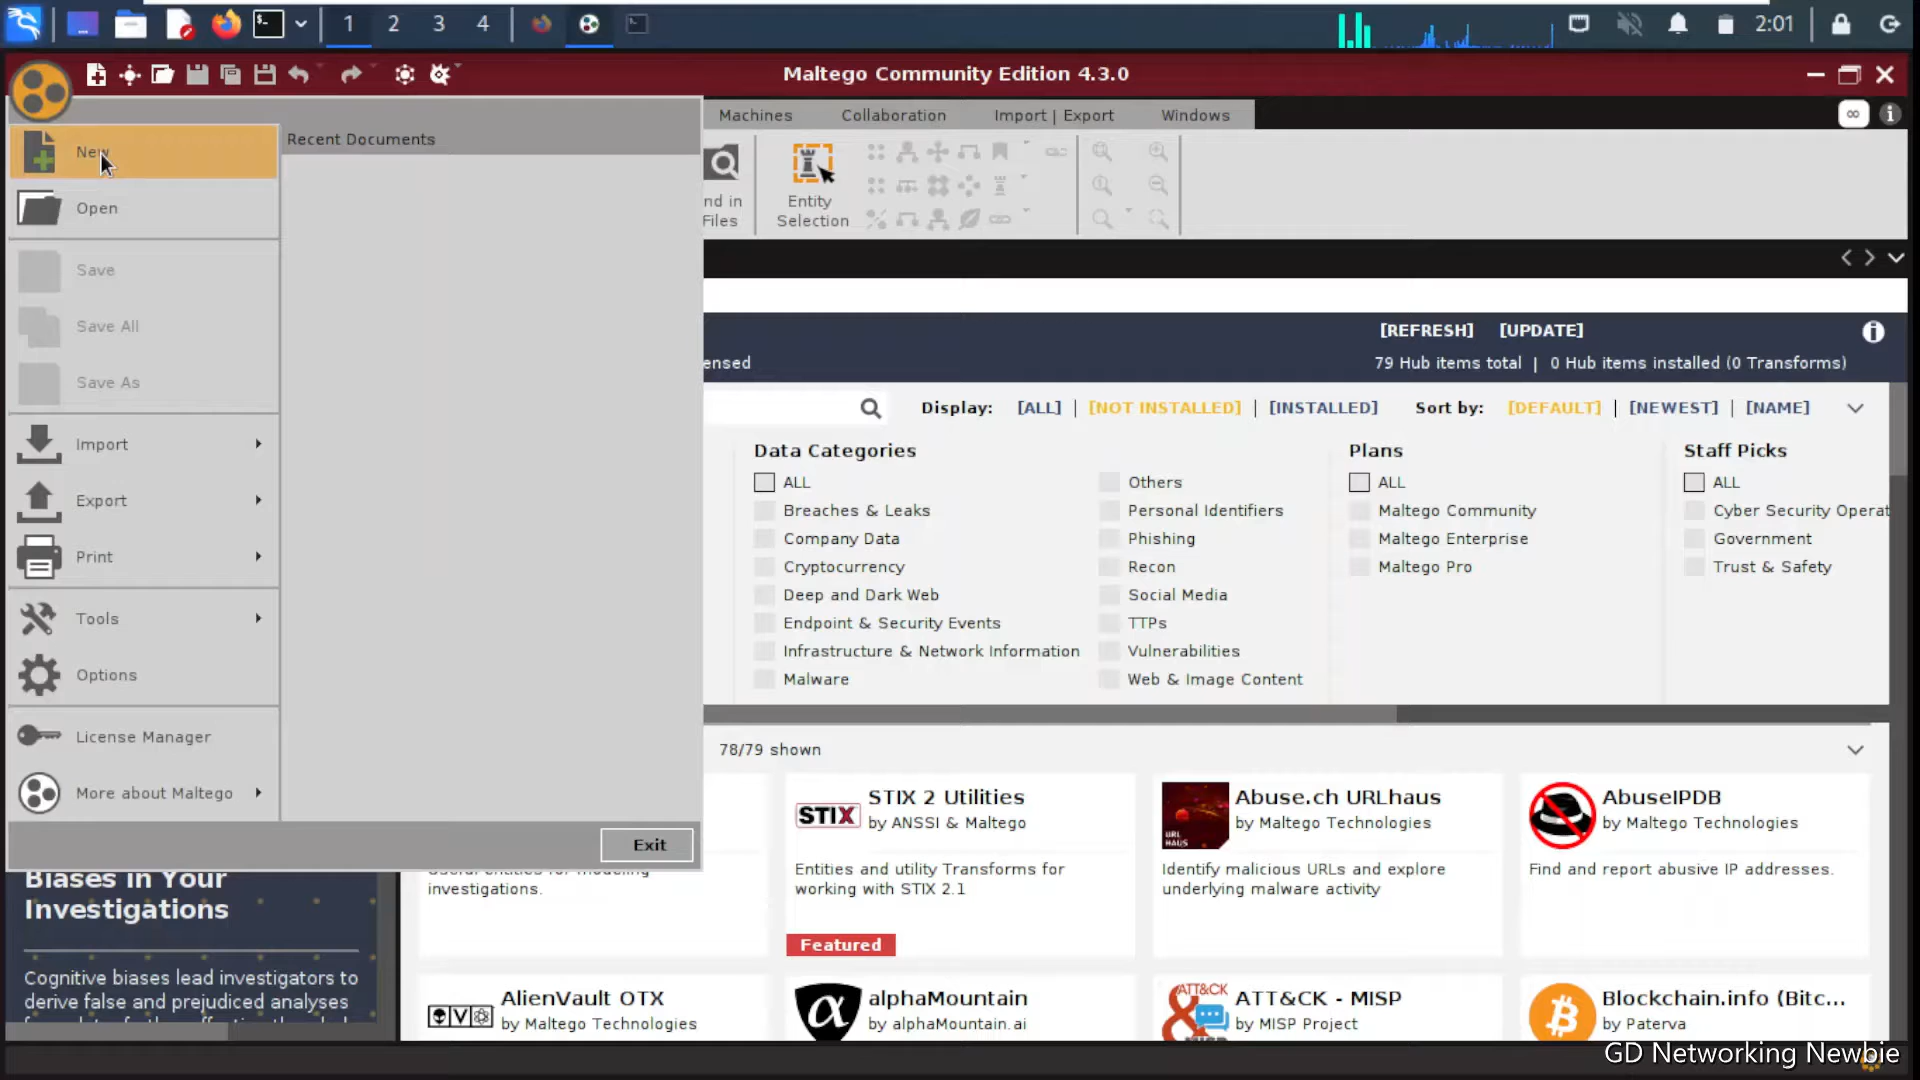 1 2 3 4
2:01
Maltego Community Edition 4.3.0
Machines Collaboration Import | Export Windows
New
Recent Documents
Open
Save
Save All
Save As
Import
Export
Print
Tools
Options
License Manager
More about Maltego
Exit
nd in
Files
Entity
Selection
[REFRESH] [UPDATE]
ensed
79 Hub items total | 0 Hub items installed (0 Transforms)
Display: [ALL] | [NOT INSTALLED] | [INSTALLED] Sort by: [DEFAULT] | [NEWEST] | [NAME]
Data Categories
ALL
Breaches & Leaks
Company Data
Cryptocurrency
Deep and Dark Web
Endpoint & Security Events
Infrastructure & Network Information
Malware
Others
Personal Identifiers
Phishing
Recon
Social Media
TTPs
Vulnerabilities
Web & Image Content
Plans
ALL
Maltego Community
Maltego Enterprise
Maltego Pro
Staff Picks
ALL
Cyber Security Operat
Government
Trust & Safety
78/79 shown
Useful entities for modeling
investigations.
STIX
STIX 2 Utilities
by ANSSI & Maltego
Entities and utility Transforms for
working with STIX 2.1
Featured
URL
HAUS
Abuse.ch URLhaus
by Maltego Technologies
Identify malicious URLs and explore
underlying malware activity
AbuseIPDB
by Maltego Technologies
Find and report abusive IP addresses.
AlienVault OTX
by Maltego Technologies
alphaMountain
by alphaMountain.ai
ATT&CK
ATT&CK - MISP
by MISP Project
Blockchain.info (Bitc...
by Paterva
Biases in Your
Investigations
Cognitive biases lead investigators to
derive false and prejudiced analyses
GD Networking Newbie